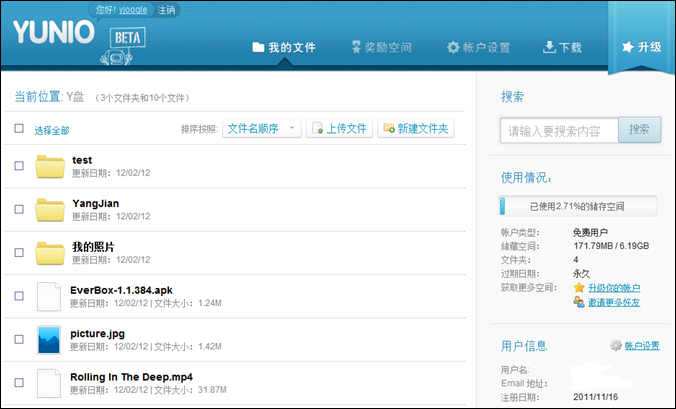 您好! yioogle 注销
YUNIO BETA
我的文件 奖励空间 帐户设置 下载 升级
当前位置: Y盘 (3个文件夹和10个文件)
选择全部 排序按照: 文件名顺序 上传文件 新建文件夹
test
更新日期: 12/02/12
YangJian
更新日期: 12/02/12
我的照片
更新日期: 12/02/12
EverBox-1.1.384.apk
更新日期: 12/02/12 | 文件大小: 1.24M
picture.jpg
更新日期: 12/02/12 | 文件大小: 1.42M
Rolling In The Deep.mp4
更新日期: 12/02/12 | 文件大小: 31.87M
搜索
请输入要搜索内容 搜索
使用情况:
已使用2.71%的储存空间
帐户类型: 免费用户
储藏空间: 171.79MB / 6.19GB
文件夹: 4
过期日期: 永久
获取更多空间: 升级你的帐户
邀请更多好友
用户信息 帐户设置
用户名:
Email 地址:
注册日期: 2011/11/16